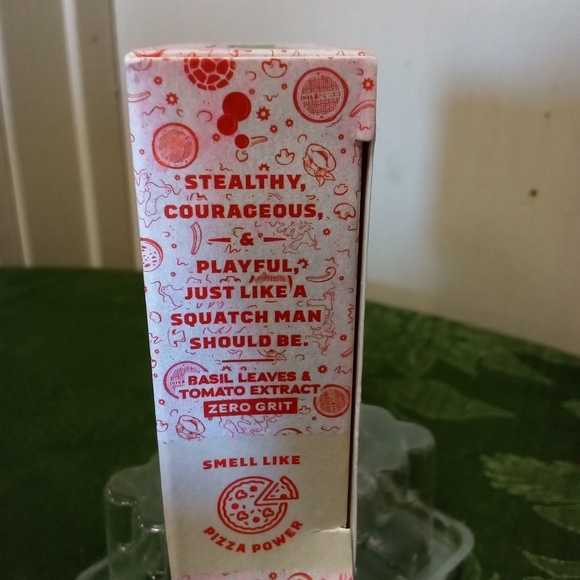 STEALTHY,
COURAGEOUS,
&
PLAYFUL,
JUST LIKE A
SQUATCH MAN
SHOULD BE.
BASIL LEAVES &
TOMATO EXTRACT
ZERO GRIT
SMELL LIKE
PIZZA POWER